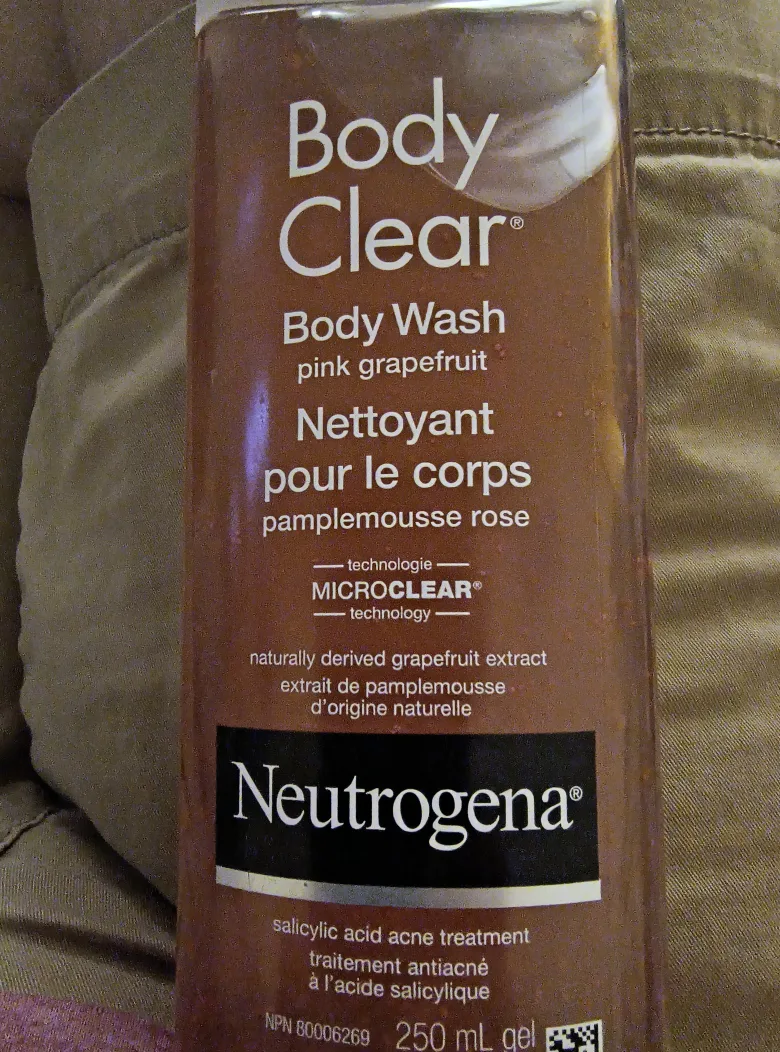 Body
Clear®
Body Wash
pink grapefruit
Nettoyant
pour le corps
pamplemousse rose
technologie
MICROCLEAR®
technology
naturally derived grapefruit extract
extrait de pamplemousse
d'origine naturelle
Neutrogena®
salicylic acid acne treatment
traitement antiacné
à l'acide salicylique
NPN 80006269 250 mL gel